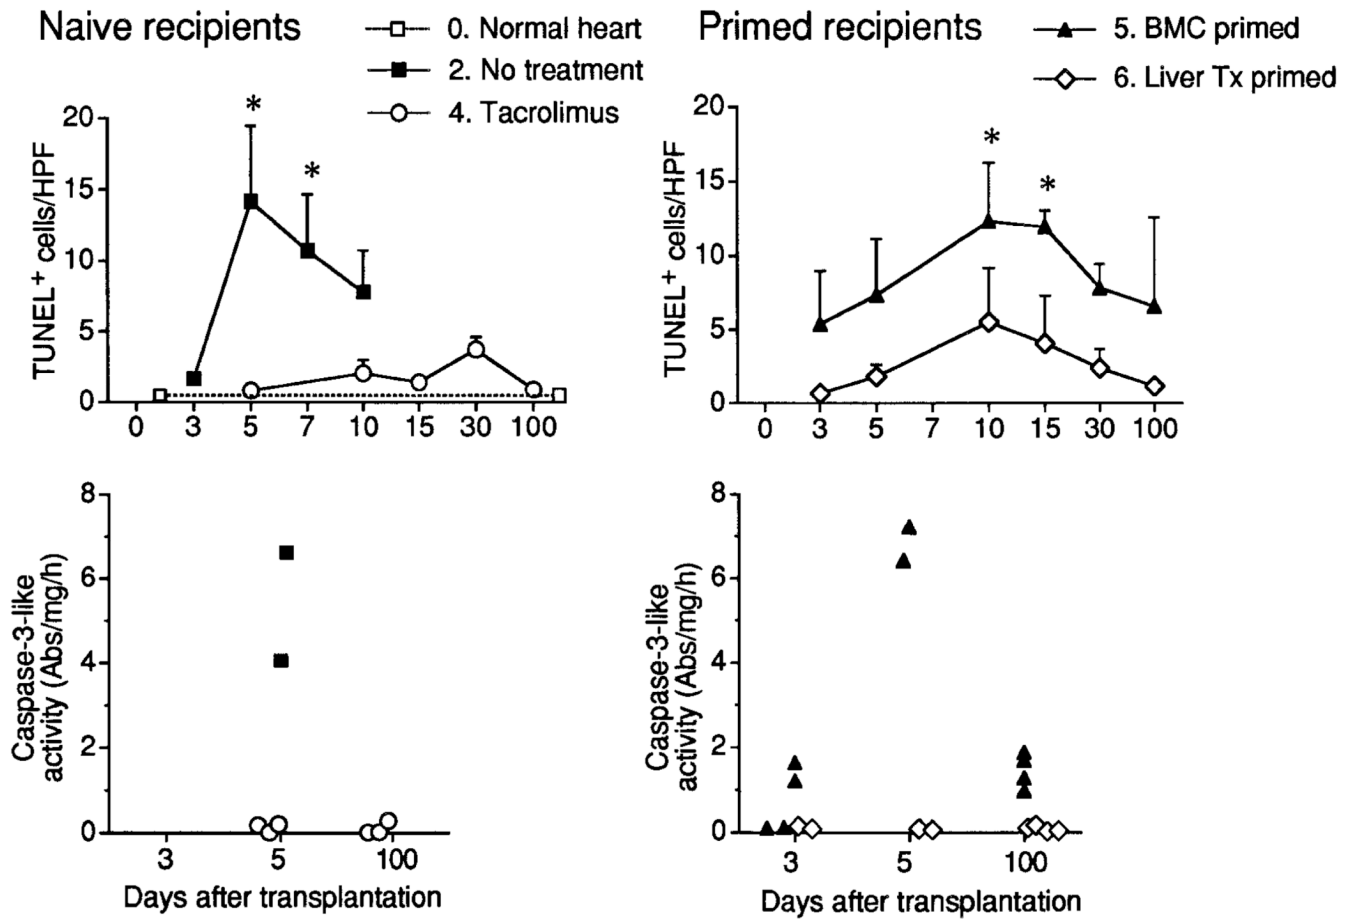 Naive recipients
0. Normal heart
2. No treatment
4. Tacrolimus
Primed recipients
5. BMC primed
6. Liver Tx primed
TUNEL+ cells/HPF
20
15
10
5
0
* *
0 3 5 7 10 15 30 100
TUNEL+ cells/HPF
20
15
10
5
0
* *
0 3 5 7 10 15 30 100
Caspase-3-like
activity (Abs/mg/h)
8
6
4
2
0
3 5 100
Days after transplantation
Caspase-3-like
activity (Abs/mg/h)
8
6
4
2
0
3 5 100
Days after transplantation